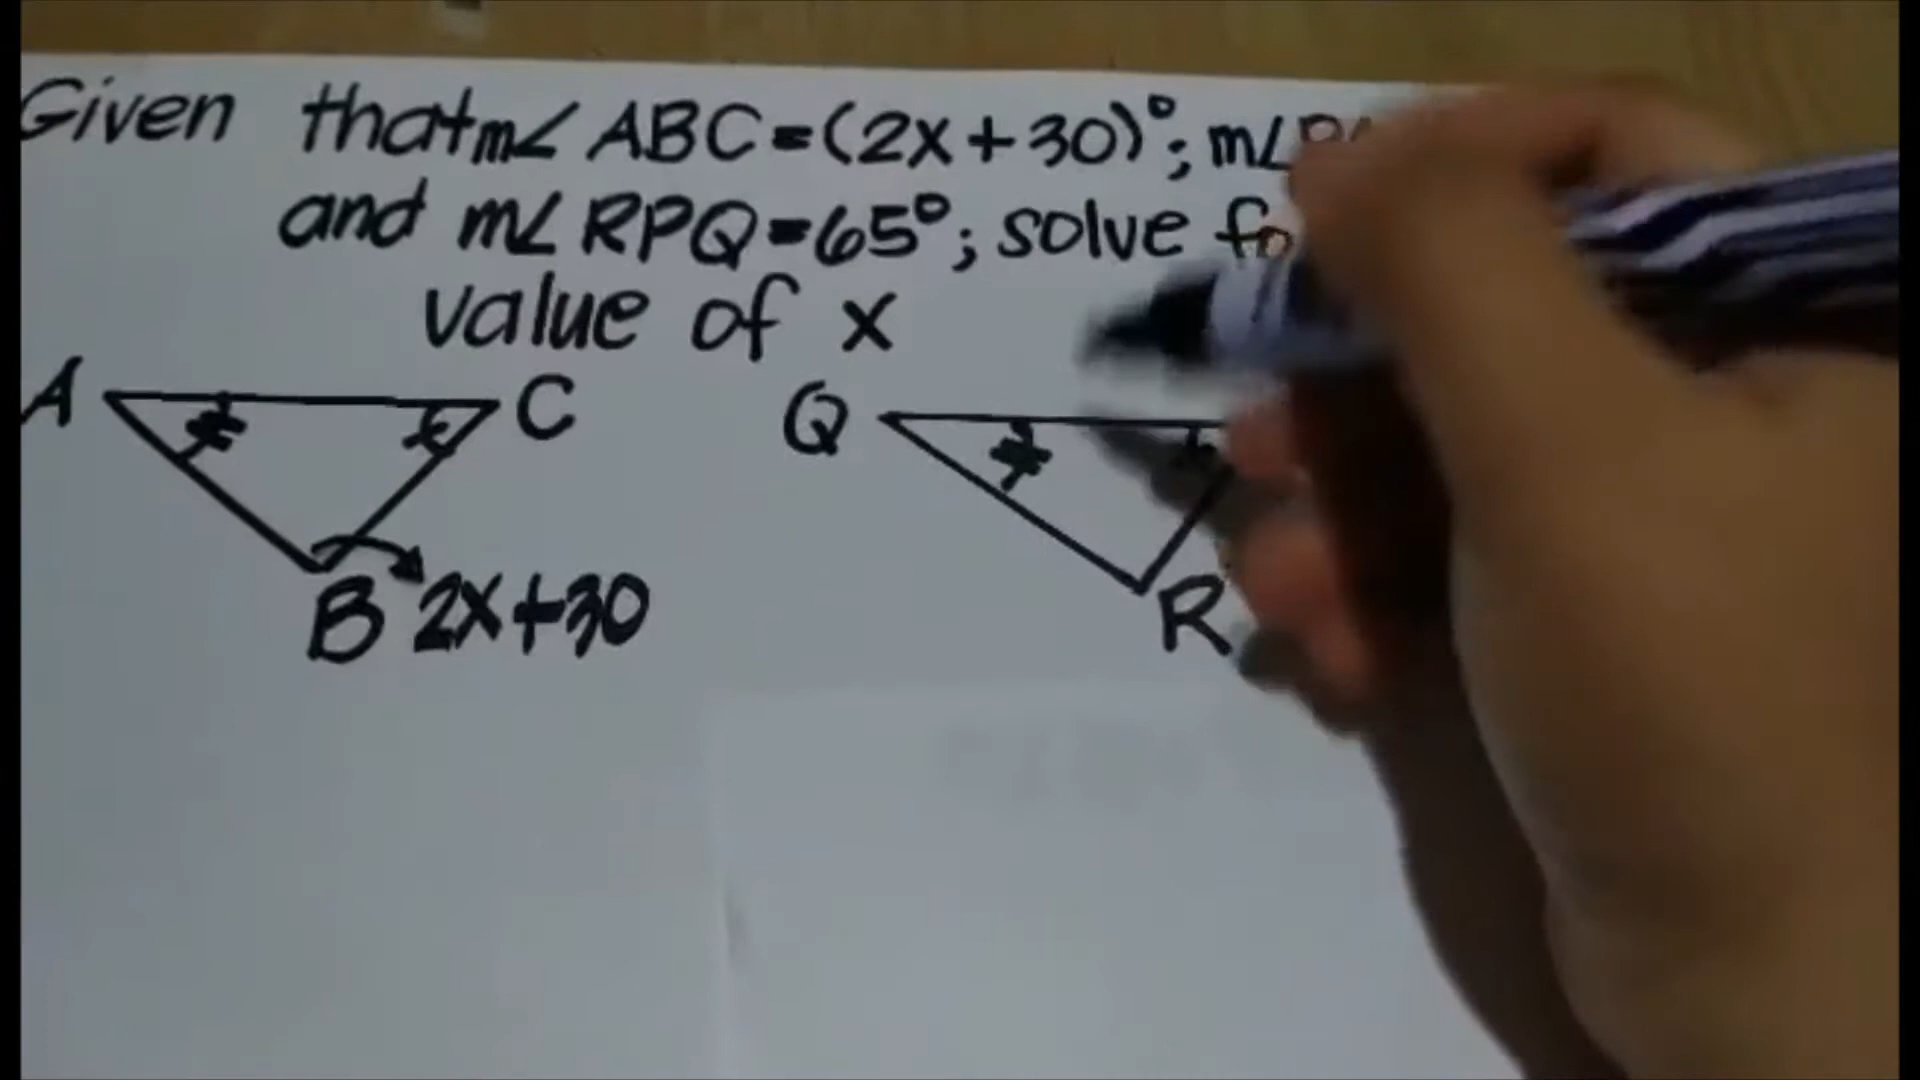 Given that m∠ ABC = (2x + 30)°; m∠
and m∠ RPQ = 65°; solve
value of x
A C Q
B 2x+30 R